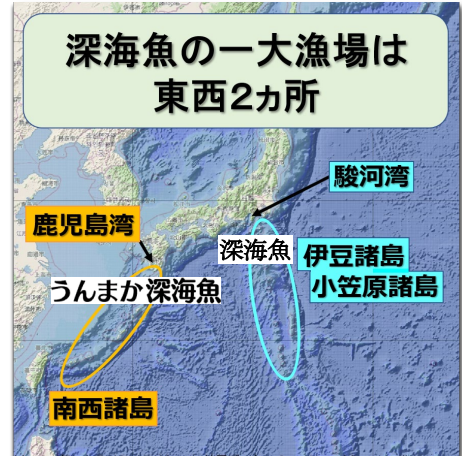 深海魚の一大漁場は
東西2ヵ所
駿河湾
鹿児島湾
深海魚
伊豆諸島
小笠原諸島
うんまか深海魚
南西諸島